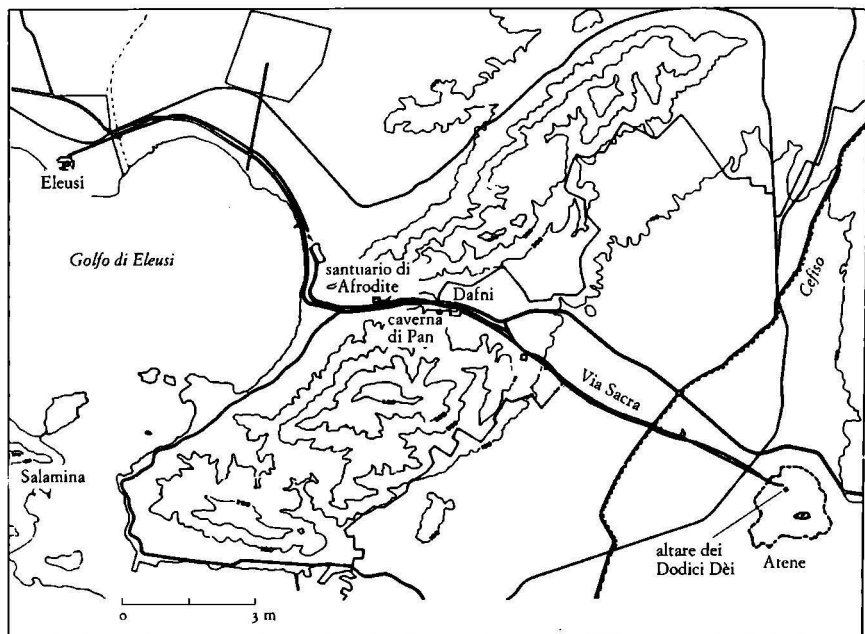 Eleusi
Golfo di Eleusi
santuario di
Afrodite
Dafni
caverna
di Pan
Cefiso
Via Sacra
Salamina
altare dei
Dodici Dèi
Atene
0 3 m